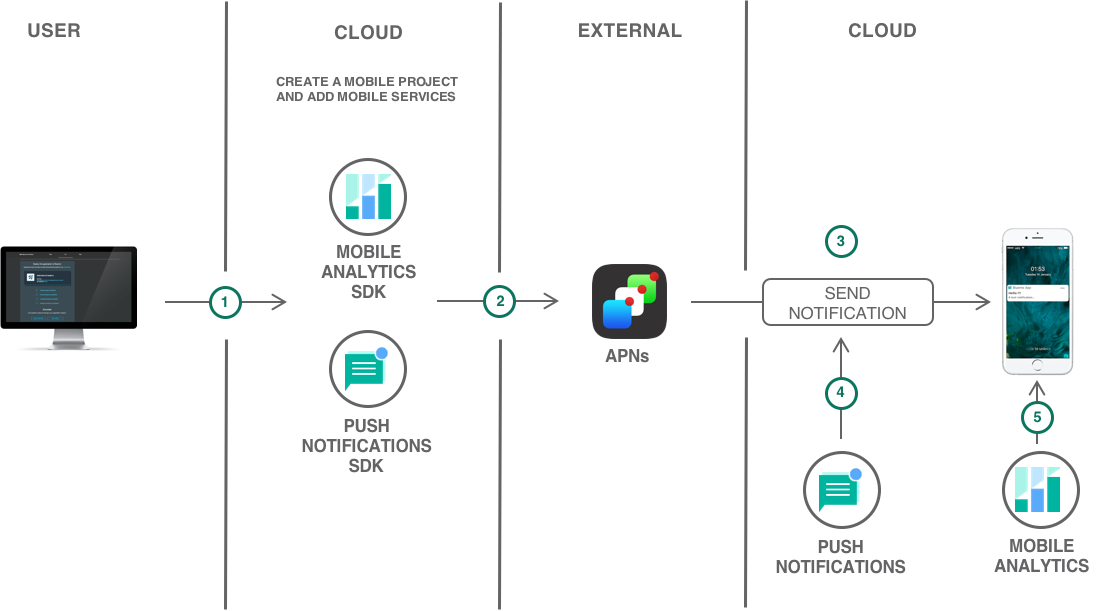 USER
CLOUD
EXTERNAL
CLOUD
CREATE A MOBILE PROJECT
AND ADD MOBILE SERVICES
MOBILE
ANALYTICS
SDK
1
2
PUSH
NOTIFICATIONS
SDK
APNs
3
SEND
NOTIFICATION
01:53
4
5
PUSH
NOTIFICATIONS
MOBILE
ANALYTICS